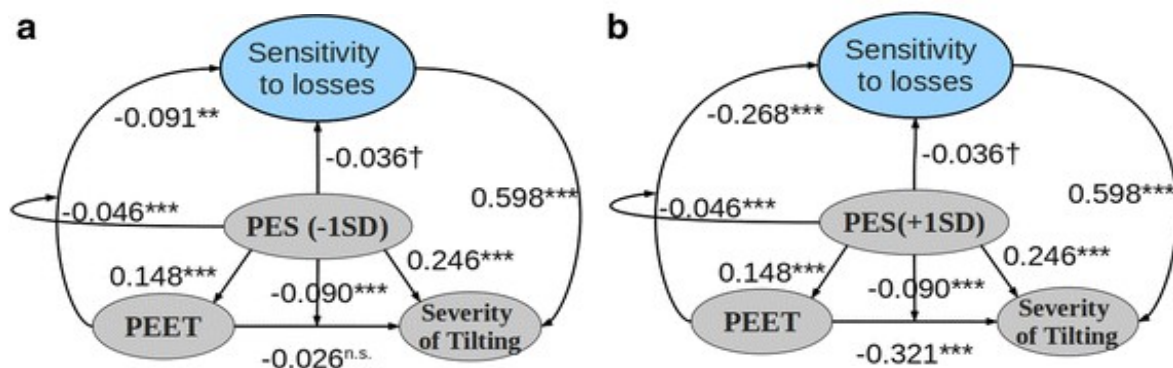 a
Sensitivity
to losses
-0.091**
-0.036†
0.598***
-0.046***
PES (-1SD)
0.148***
0.246***
-0.090***
PEET
Severity
of Tilting
-0.026n.s.
b
Sensitivity
to losses
-0.268***
-0.036†
0.598***
-0.046***
PES(+1SD)
0.148***
0.246***
-0.090***
PEET
Severity
of Tilting
-0.321***